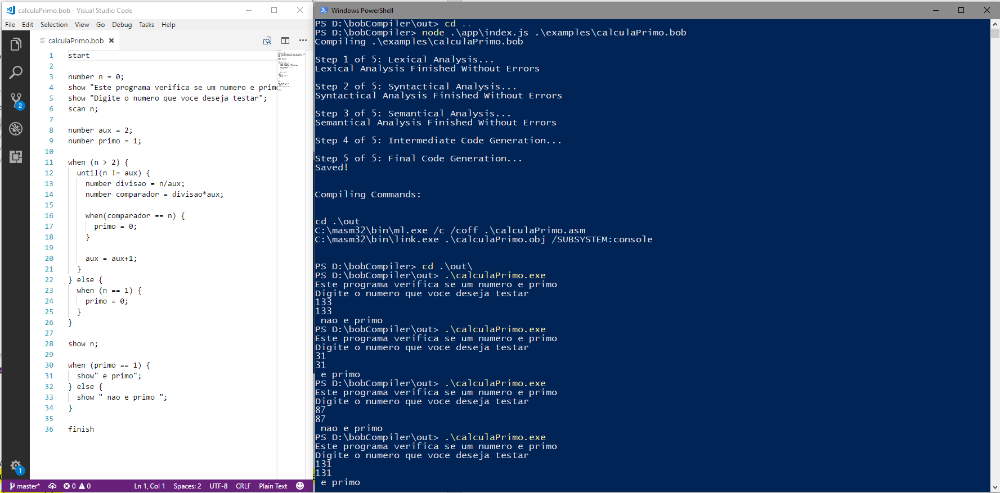 calculaPrimo.bob - Visual Studio Code
File Edit Selection View Go Debug Tasks Help
calculaPrimo.bob
1 start
2
3 number n = 0;
4 show "Este programa verifica se um numero e prim
5 show "Digite o numero que voce deseja testar";
6 scan n;
7
8 number aux = 2;
9 number primo = 1;
10
11 when (n > 2) {
12 until(n != aux) {
13 number divisao = n/aux;
14 number comparador = divisao*aux;
15
16 when(comparador == n) {
17 primo = 0;
18 }
19
20 aux = aux+1;
21 }
22 } else {
23 when (n == 1) {
24 primo = 0;
25 }
26 }
27
28 show n;
29
30 when (primo == 1) {
31 show" e primo";
32 } else {
33 show " nao e primo ";
34 }
35
36 finish
2
1
master* 0 0 Ln 1, Col 1 Spaces: 2 UTF-8 CRLF Plain Text
Windows PowerShell
PS D:\bobCompiler\out> cd ..
PS D:\bobCompiler> node .\app\index.js .\examples\calculaPrimo.bob
Compiling .\examples\calculaPrimo.bob
Step 1 of 5: Lexical Analysis...
Lexical Analysis Finished Without Errors
Step 2 of 5: Syntactical Analysis...
Syntactical Analysis Finished Without Errors
Step 3 of 5: Semantical Analysis...
Semantical Analysis Finished Without Errors
Step 4 of 5: Intermediate Code Generation...
Step 5 of 5: Final Code Generation...
Saved!
Compiling Commands:
cd .\out
C:\masm32\bin\ml.exe /c /coff .\calculaPrimo.asm
C:\masm32\bin\link.exe .\calculaPrimo.obj /SUBSYSTEM:console
PS D:\bobCompiler> cd .\out\
PS D:\bobCompiler\out> .\calculaPrimo.exe
Este programa verifica se um numero e primo
Digite o numero que voce deseja testar
133
133
 nao e primo
PS D:\bobCompiler\out> .\calculaPrimo.exe
Este programa verifica se um numero e primo
Digite o numero que voce deseja testar
31
31
 e primo
PS D:\bobCompiler\out> .\calculaPrimo.exe
Este programa verifica se um numero e primo
Digite o numero que voce deseja testar
87
87
 nao e primo
PS D:\bobCompiler\out> .\calculaPrimo.exe
Este programa verifica se um numero e primo
Digite o numero que voce deseja testar
131
131
 e primo